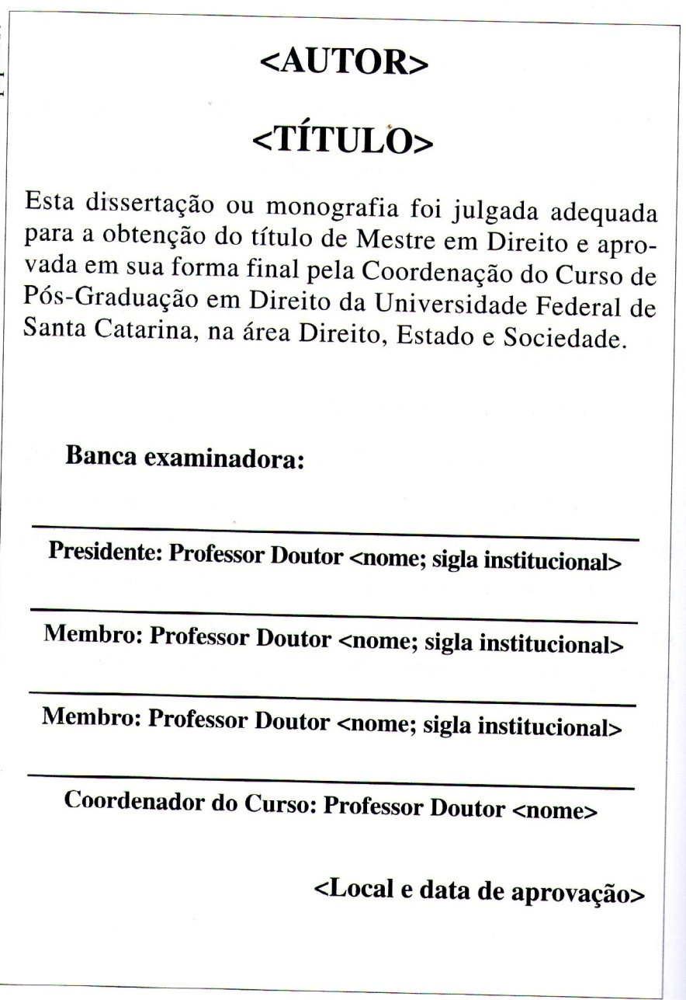 <AUTOR>
<TÍTULO>
Esta dissertação ou monografia foi julgada adequada
para a obtenção do título de Mestre em Direito e apro-
vada em sua forma final pela Coordenação do Curso de
Pós-Graduação em Direito da Universidade Federal de
Santa Catarina, na área Direito, Estado e Sociedade.
Banca examinadora:
Presidente: Professor Doutor <nome; sigla institucional>
Membro: Professor Doutor <nome; sigla institucional>
Membro: Professor Doutor <nome; sigla institucional>
Coordenador do Curso: Professor Doutor <nome>
<Local e data de aprovação>